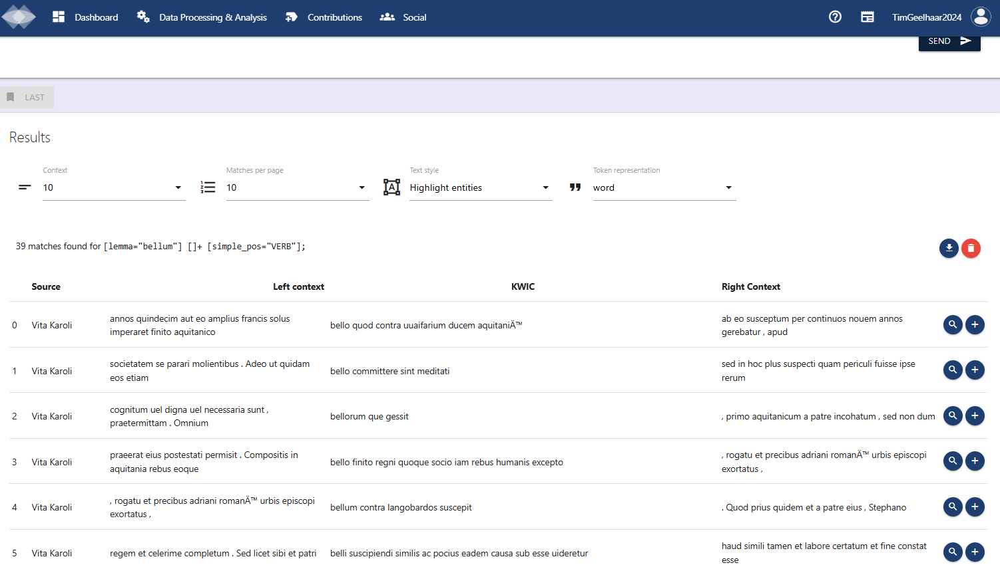 Dashboard Data Processing & Analysis Contributions Social TimGeelhaar2024
SEND
LAST
Results
Context Matches per page Text style Token representation
10 10 Highlight entities word
39 matches found for [lemma="bellum"] []+ [simple_pos="VERB"];
Source Left context KWIC Right Context
0 Vita Karoli annos quindecim aut eo amplius francis solus
imperaret finito aquitanico
bello quod contra uuaifarium ducem aquitaniÄ™
ab eo susceptum per continuos nouem annos
gerebatur , apud
1 Vita Karoli societatem se parari molientibus . Adeo ut quidam
eos etiam
bello committere sint meditati
sed in hoc plus suspecti quam periculi fuisse ipse
rerum
2 Vita Karoli cognitum uel digna uel necessaria sunt ,
praetermittam . Omnium
bellorum que gessit
, primo aquitanicum a patre incohatum , sed non dum
3 Vita Karoli praeerat eius postestati permisit . Compositis in
aquitania rebus eoque
bello finito regni quoque socio iam rebus humanis excepto
, rogatu et precibus adriani romanÄ™ urbis episcopi
exortatus ,
4 Vita Karoli , rogatu et precibus adriani romanÄ™ urbis episcopi
exortatus ,
bellum contra langobardos suscepit
. Quod prius quidem et a patre eius , Stephano
5 Vita Karoli regem et celerime completum . Sed licet sibi et patri
belli suscipiendi similis ac pocius eadem causa sub esse uideretur
haud simili tamen et labore certatum et fine constat
esse